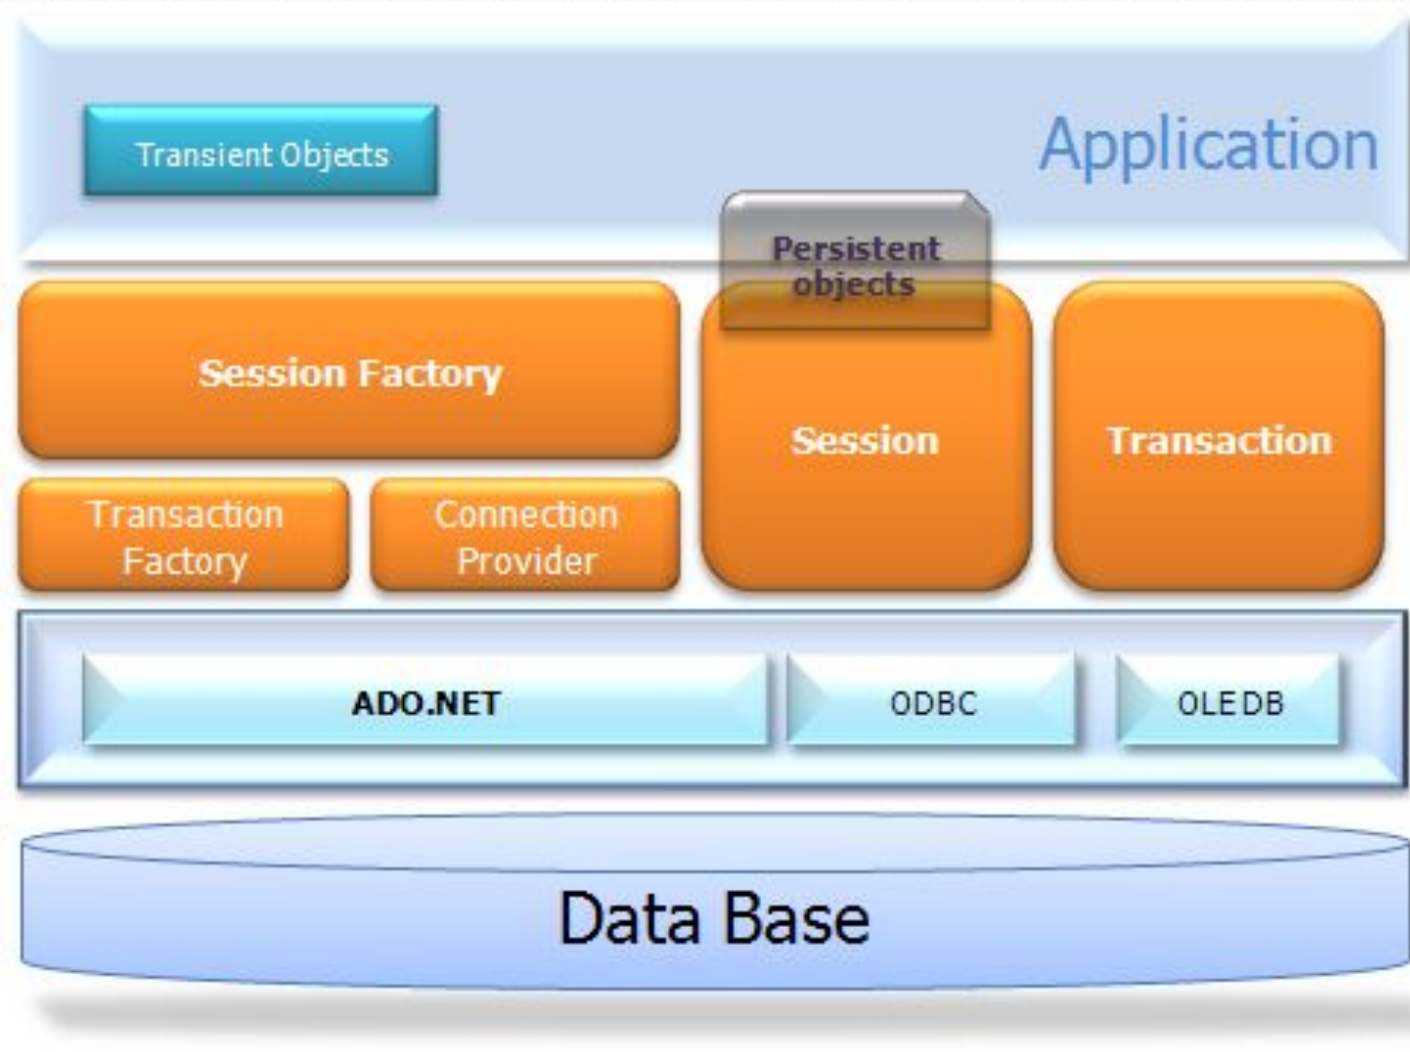 Application
Transient Objects
Persistent
objects
Session Factory
Session
Transaction
Transaction
Factory
Connection
Provider
ADO.NET
ODBC
OLEDB
Data Base